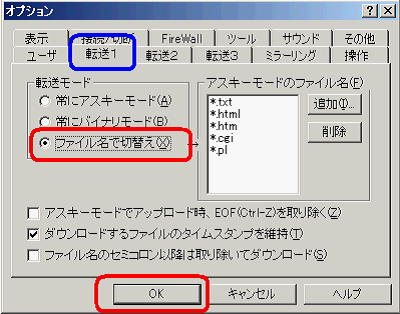 オプション
表示 接続/切断 FireWall ツール サウンド その他
ユーザ 転送1 転送2 転送3 ミラーリング 操作
転送モード
常にアスキーモード(A)
常にバイナリモード(B)
ファイル名で切替え(X)
→
アスキーモードのファイル名(F)
*.txt
*.html
*.htm
*.cgi
*.pl
追加(I)...
削除
アスキーモードでアップロード時、EOF(Ctrl-Z)を取り除く(Z)
ダウンロードするファイルのタイムスタンプを維持(T)
ファイル名のセミコロン以降は取り除いてダウンロード(S)
OK キャンセル ヘルプ